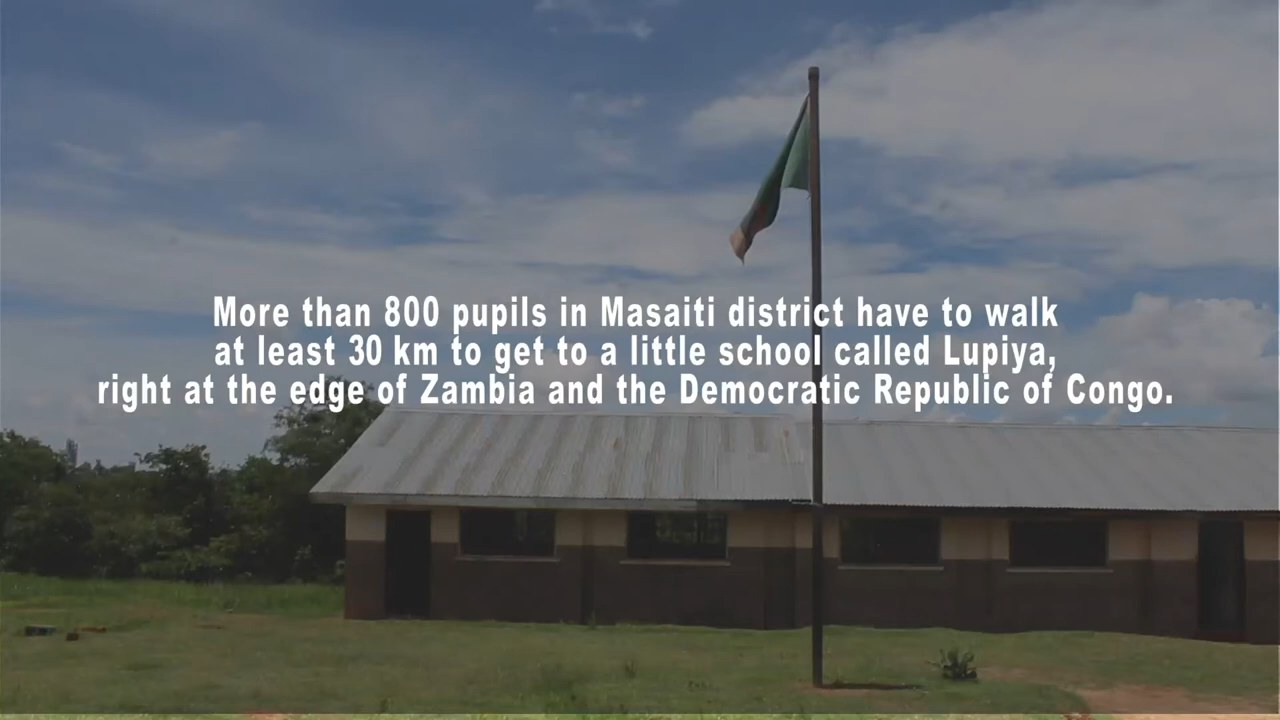 More than 800 pupils in Masaiti district have to walk
at least 30 km to get to a little school called Lupiya,
right at the edge of Zambia and the Democratic Republic of Congo.